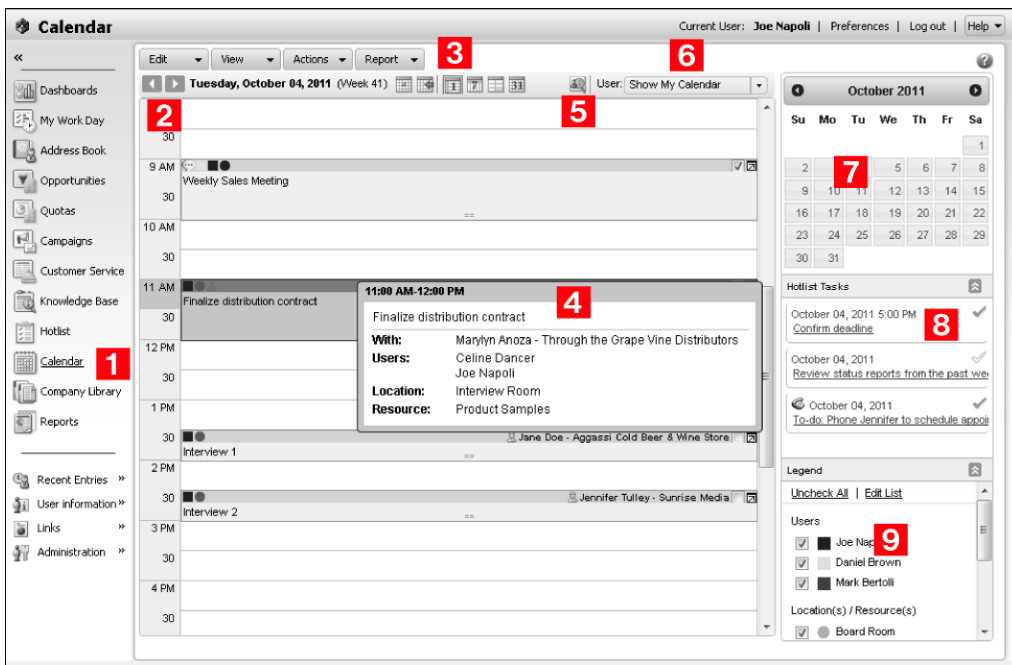 Calendar
Current User: Joe Napoli | Preferences | Log out | Help
«
Dashboards
My Work Day
Address Book
Opportunities
Quotas
Campaigns
Customer Service
Knowledge Base
Hotlist
Calendar
1
Company Library
Reports
Recent Entries »
User information »
Links »
Administration »
Edit View Actions Report
3
6
?
Tuesday, October 04, 2011 (Week 41) 1 7 31
User: Show My Calendar
2
5
30
9 AM
Weekly Sales Meeting
30
10 AM
30
11 AM
Finalize distribution contract
30
12 PM
30
1 PM
30
Jane Doe - Aggassi Cold Beer & Wine Store
Interview 1
2 PM
30
Jennifer Tulley - Sunrise Media
Interview 2
3 PM
30
4 PM
30
11:00 AM-12:00 PM
4
Finalize distribution contract
With: Marylyn Anoza - Through the Grape Vine Distributors
Users: Celine Dancer
Joe Napoli
Location: Interview Room
Resource: Product Samples
October 2011
Su Mo Tu We Th Fr Sa
1
2 5 6 7 8
7
9 10 11 12 13 14 15
16 17 18 19 20 21 22
23 24 25 26 27 28 29
30 31
Hotlist Tasks
October 04, 2011 5:00 PM
Confirm deadline
8
October 04, 2011
Review status reports from the past wee
October 04, 2011
To-do: Phone Jennifer to schedule appoi
Legend
Uncheck All | Edit List
Users
Joe Nap
9
Daniel Brown
Mark Bertolli
Location(s) / Resource(s)
Board Room